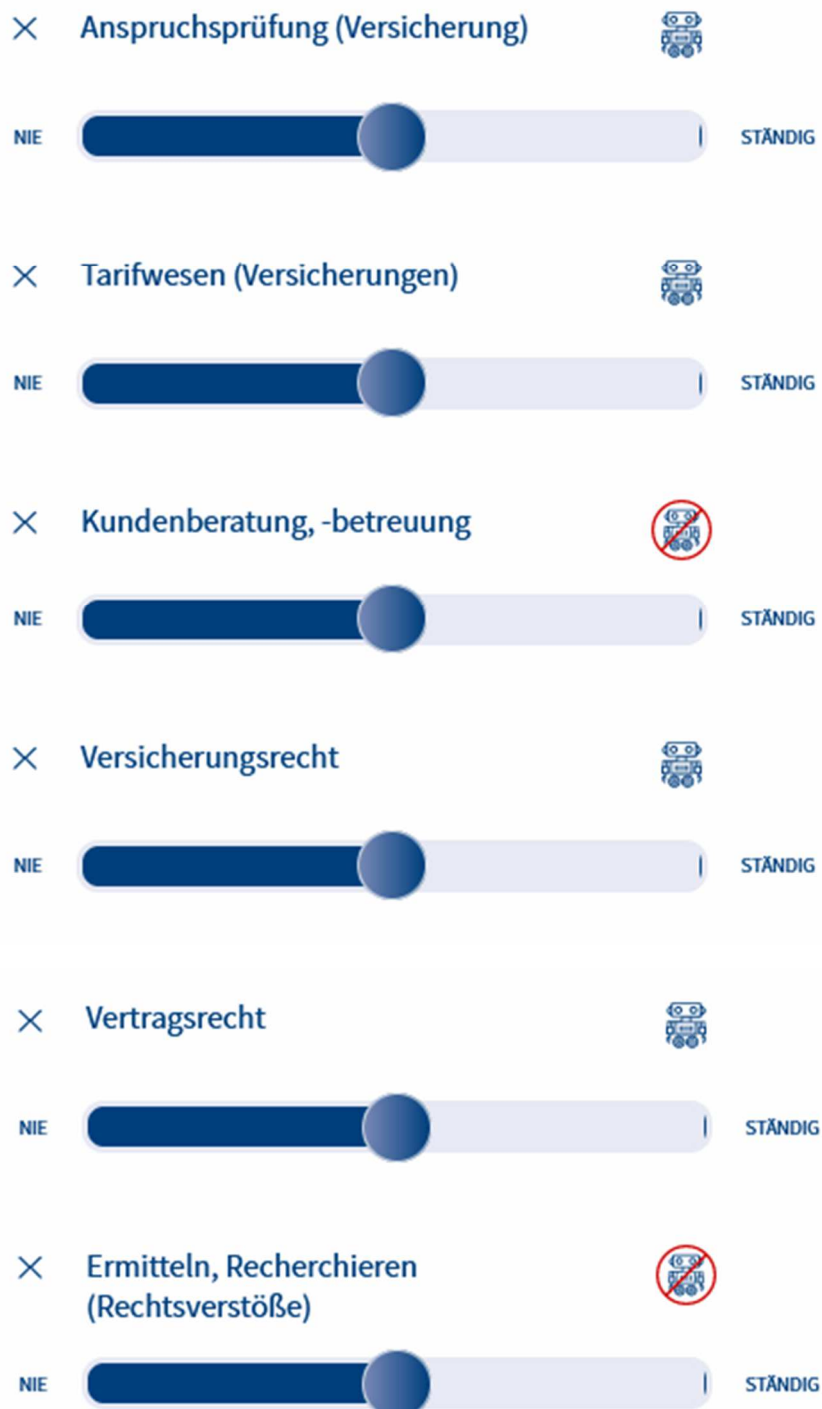 Anspruchsprüfung (Versicherung)
NIE STÄNDIG
Tarifwesen (Versicherungen)
NIE STÄNDIG
Kundenberatung, -betreuung
NIE STÄNDIG
Versicherungsrecht
NIE STÄNDIG
Vertragsrecht
NIE STÄNDIG
Ermitteln, Recherchieren
(Rechtsverstöße)
NIE STÄNDIG